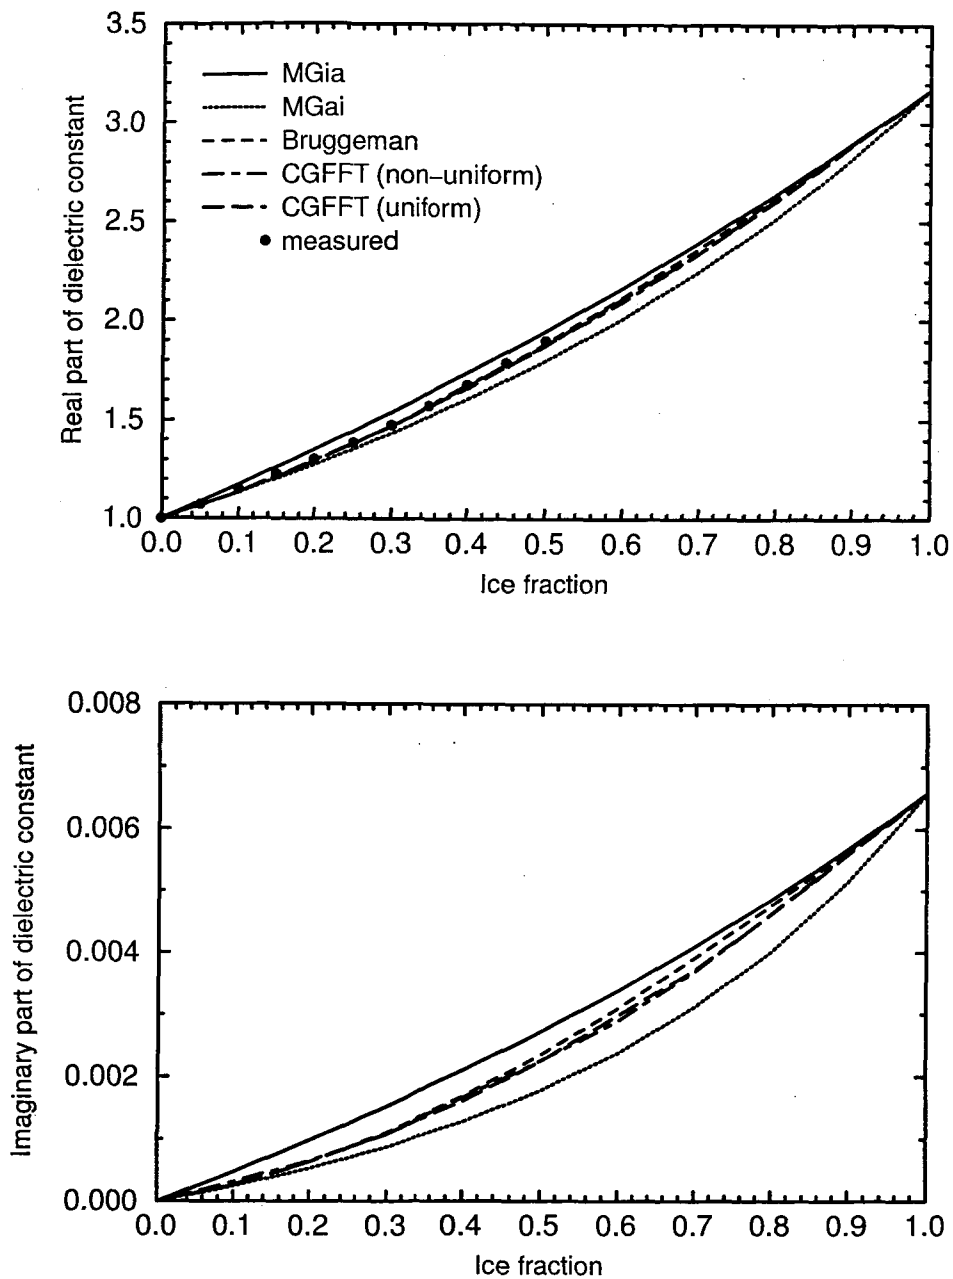 3.5
3.0
2.5
2.0
1.5
1.0
Real part of dielectric constant
MGia
MGai
Bruggeman
CGFFT (non-uniform)
CGFFT (uniform)
measured
0.0 0.1 0.2 0.3 0.4 0.5 0.6 0.7 0.8 0.9 1.0
Ice fraction
0.008
0.006
0.004
0.002
0.000
Imaginary part of dielectric constant
0.0 0.1 0.2 0.3 0.4 0.5 0.6 0.7 0.8 0.9 1.0
Ice fraction